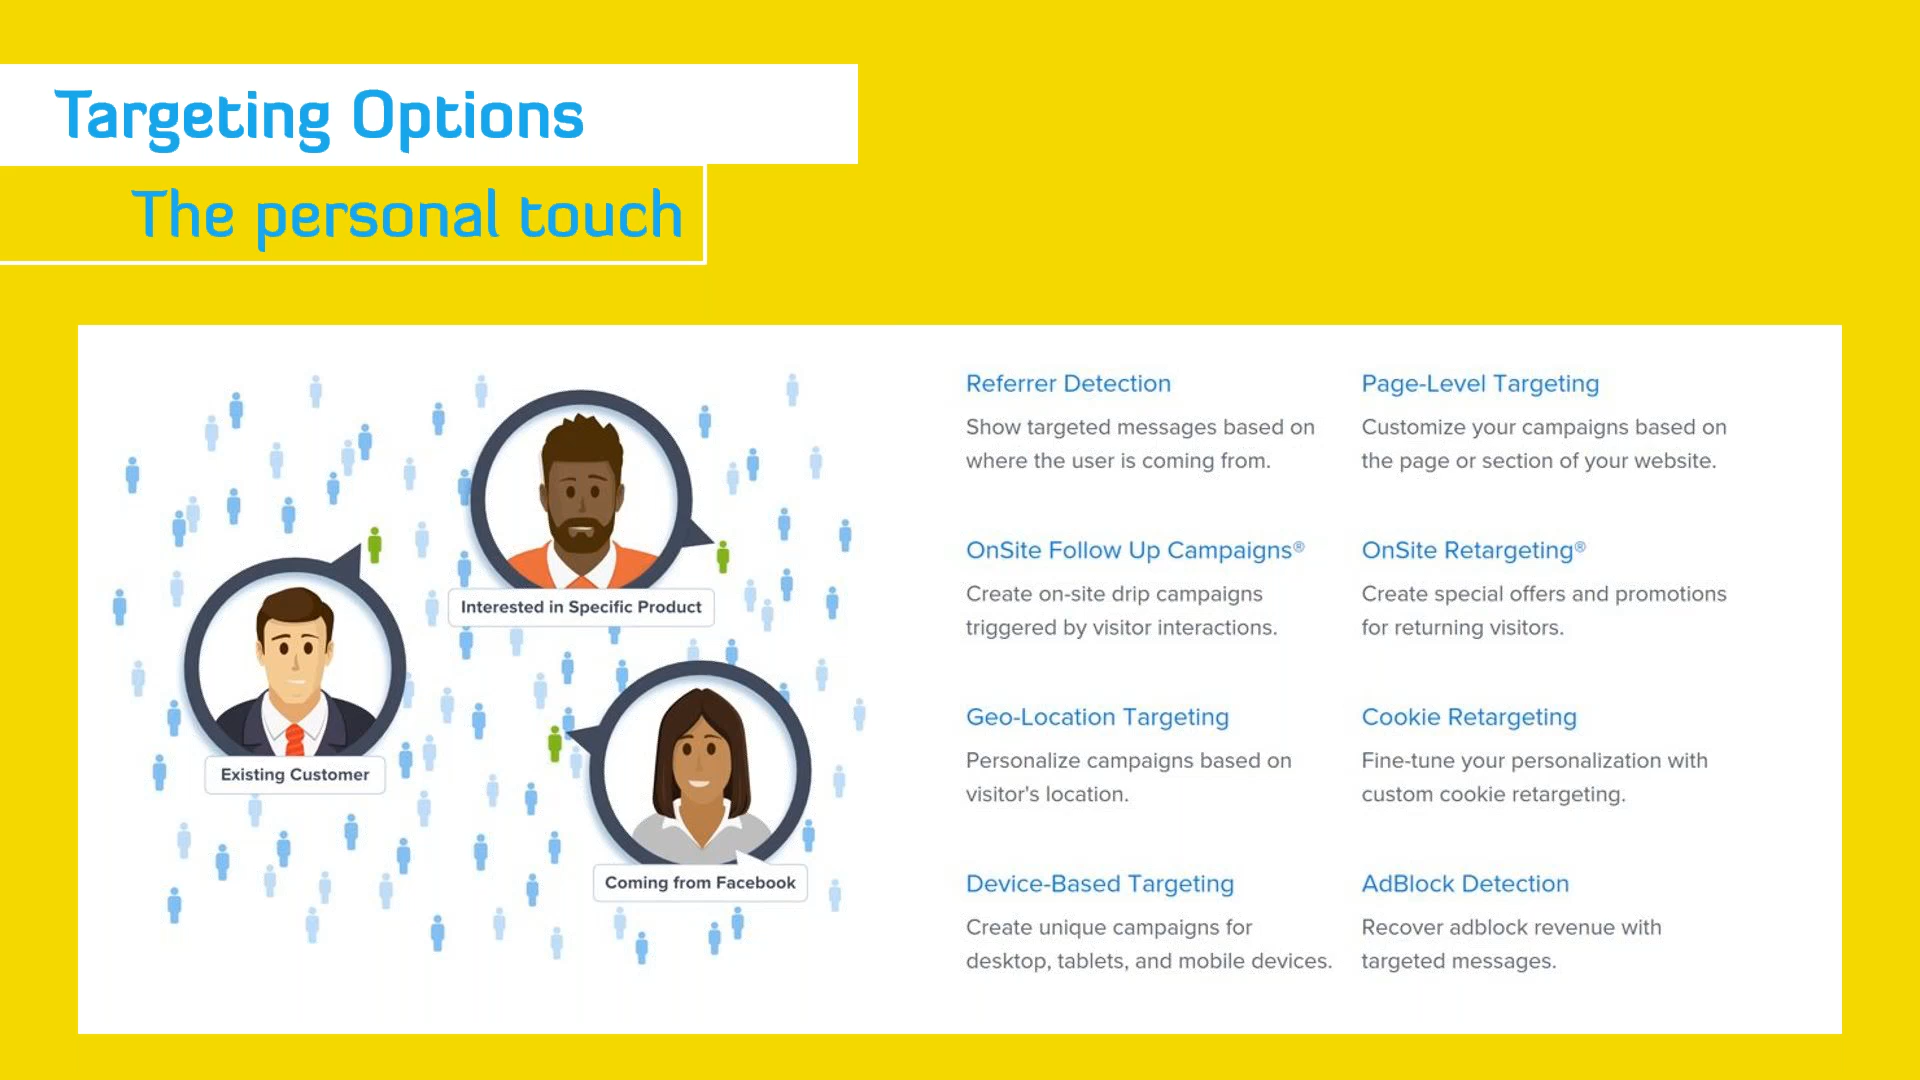 Targeting Options
The personal touch
Interested in Specific Product
Existing Customer
Coming from Facebook
Referrer Detection
Show targeted messages based on
where the user is coming from.
Page-Level Targeting
Customize your campaigns based on
the page or section of your website.
OnSite Follow Up Campaigns®
Create on-site drip campaigns
triggered by visitor interactions.
OnSite Retargeting®
Create special offers and promotions
for returning visitors.
Geo-Location Targeting
Personalize campaigns based on
visitor's location.
Cookie Retargeting
Fine-tune your personalization with
custom cookie retargeting.
Device-Based Targeting
Create unique campaigns for
desktop, tablets, and mobile devices.
AdBlock Detection
Recover adblock revenue with
targeted messages.